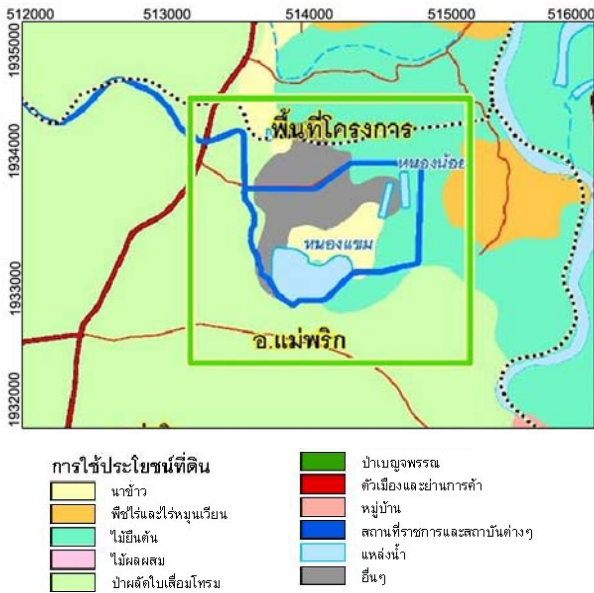 512000 513000 514000 515000 516000
1935000
1934000
1933000
1932000
พื้นที่โครงการ
หนองน้อย
หนองแขม
อ.แม่พริก
การใช้ประโยชน์ที่ดิน
นาข้าว
พืชไร่และไร่หมุนเวียน
ไม้ยืนต้น
ไม้ผลผสม
ป่าผลัดใบเสื่อมโทรม
ป่าเบญจพรรณ
ตัวเมืองและย่านการค้า
หมู่บ้าน
สถานที่ราชการและสถาบันต่างๆ
แหล่งน้ำ
อื่นๆ